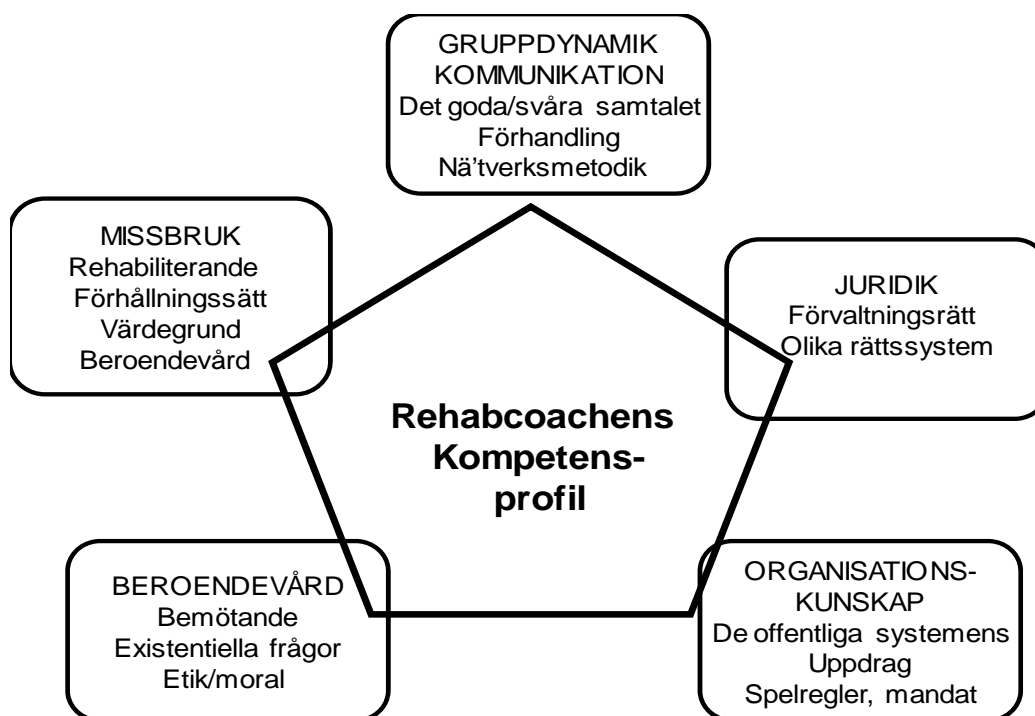 GRUPPDYNAMIK
KOMMUNIKATION
Det goda/svåra samtalet
Förhandling
Nä'tverksmetodik
MISSBRUK
Rehabiliterande
Förhållningssätt
Värdegrund
Beroendevård
JURIDIK
Förvaltningsrätt
Olika rättssystem
Rehabcoachens
Kompetens-
profil
BEROENDEVÅRD
Bemötande
Existentiella frågor
Etik/moral
ORGANISATIONS-
KUNSKAP
De offentliga systemens
Uppdrag
Spelregler, mandat